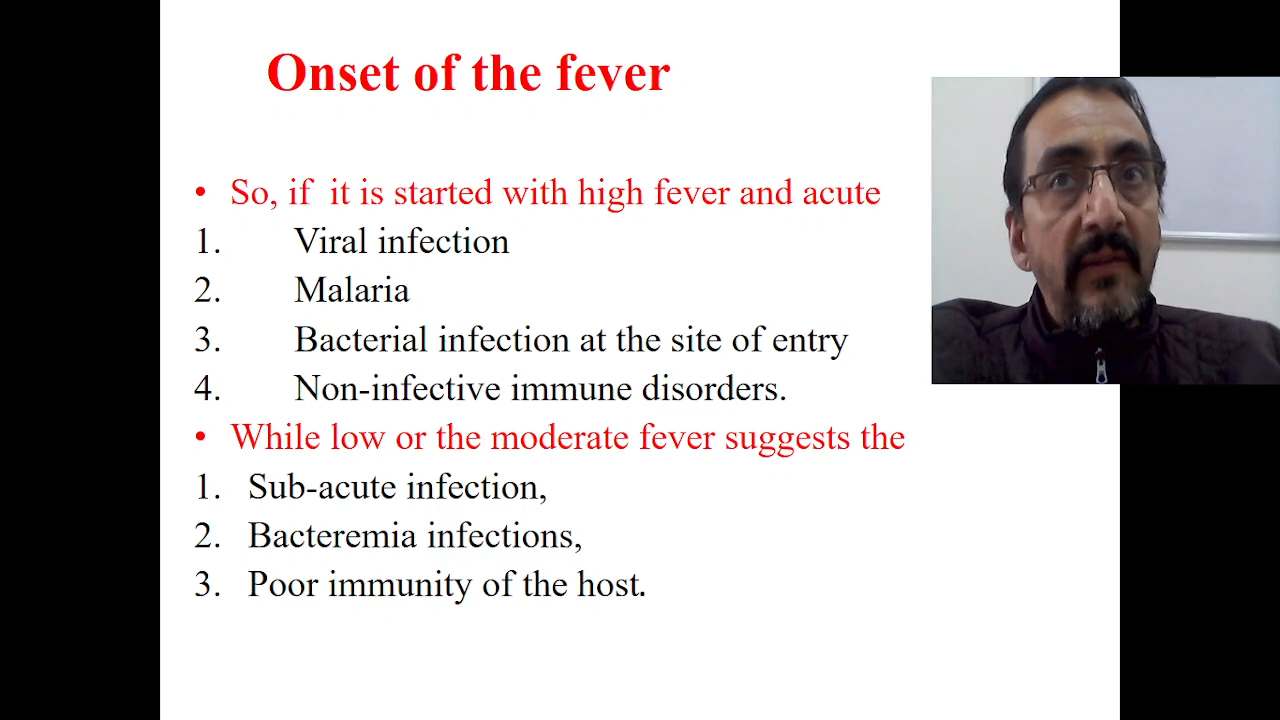 Onset of the fever
• So, if  it is started with high fever and acute
1. Viral infection
2. Malaria
3. Bacterial infection at the site of entry
4. Non-infective immune disorders.
• While low or the moderate fever suggests the
1. Sub-acute infection,
2. Bacteremia infections,
3. Poor immunity of the host.